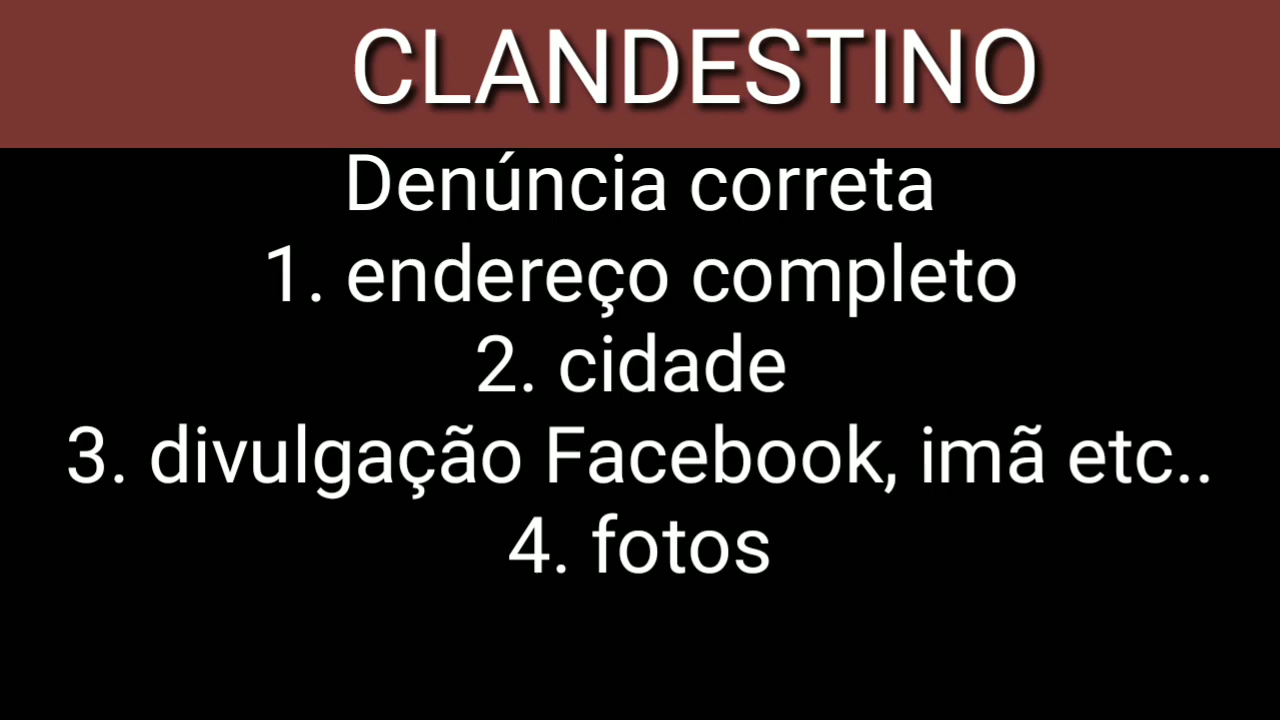 CLANDESTINO
Denúncia correta
1. endereço completo
2. cidade
3. divulgação Facebook, imã etc..
4. fotos